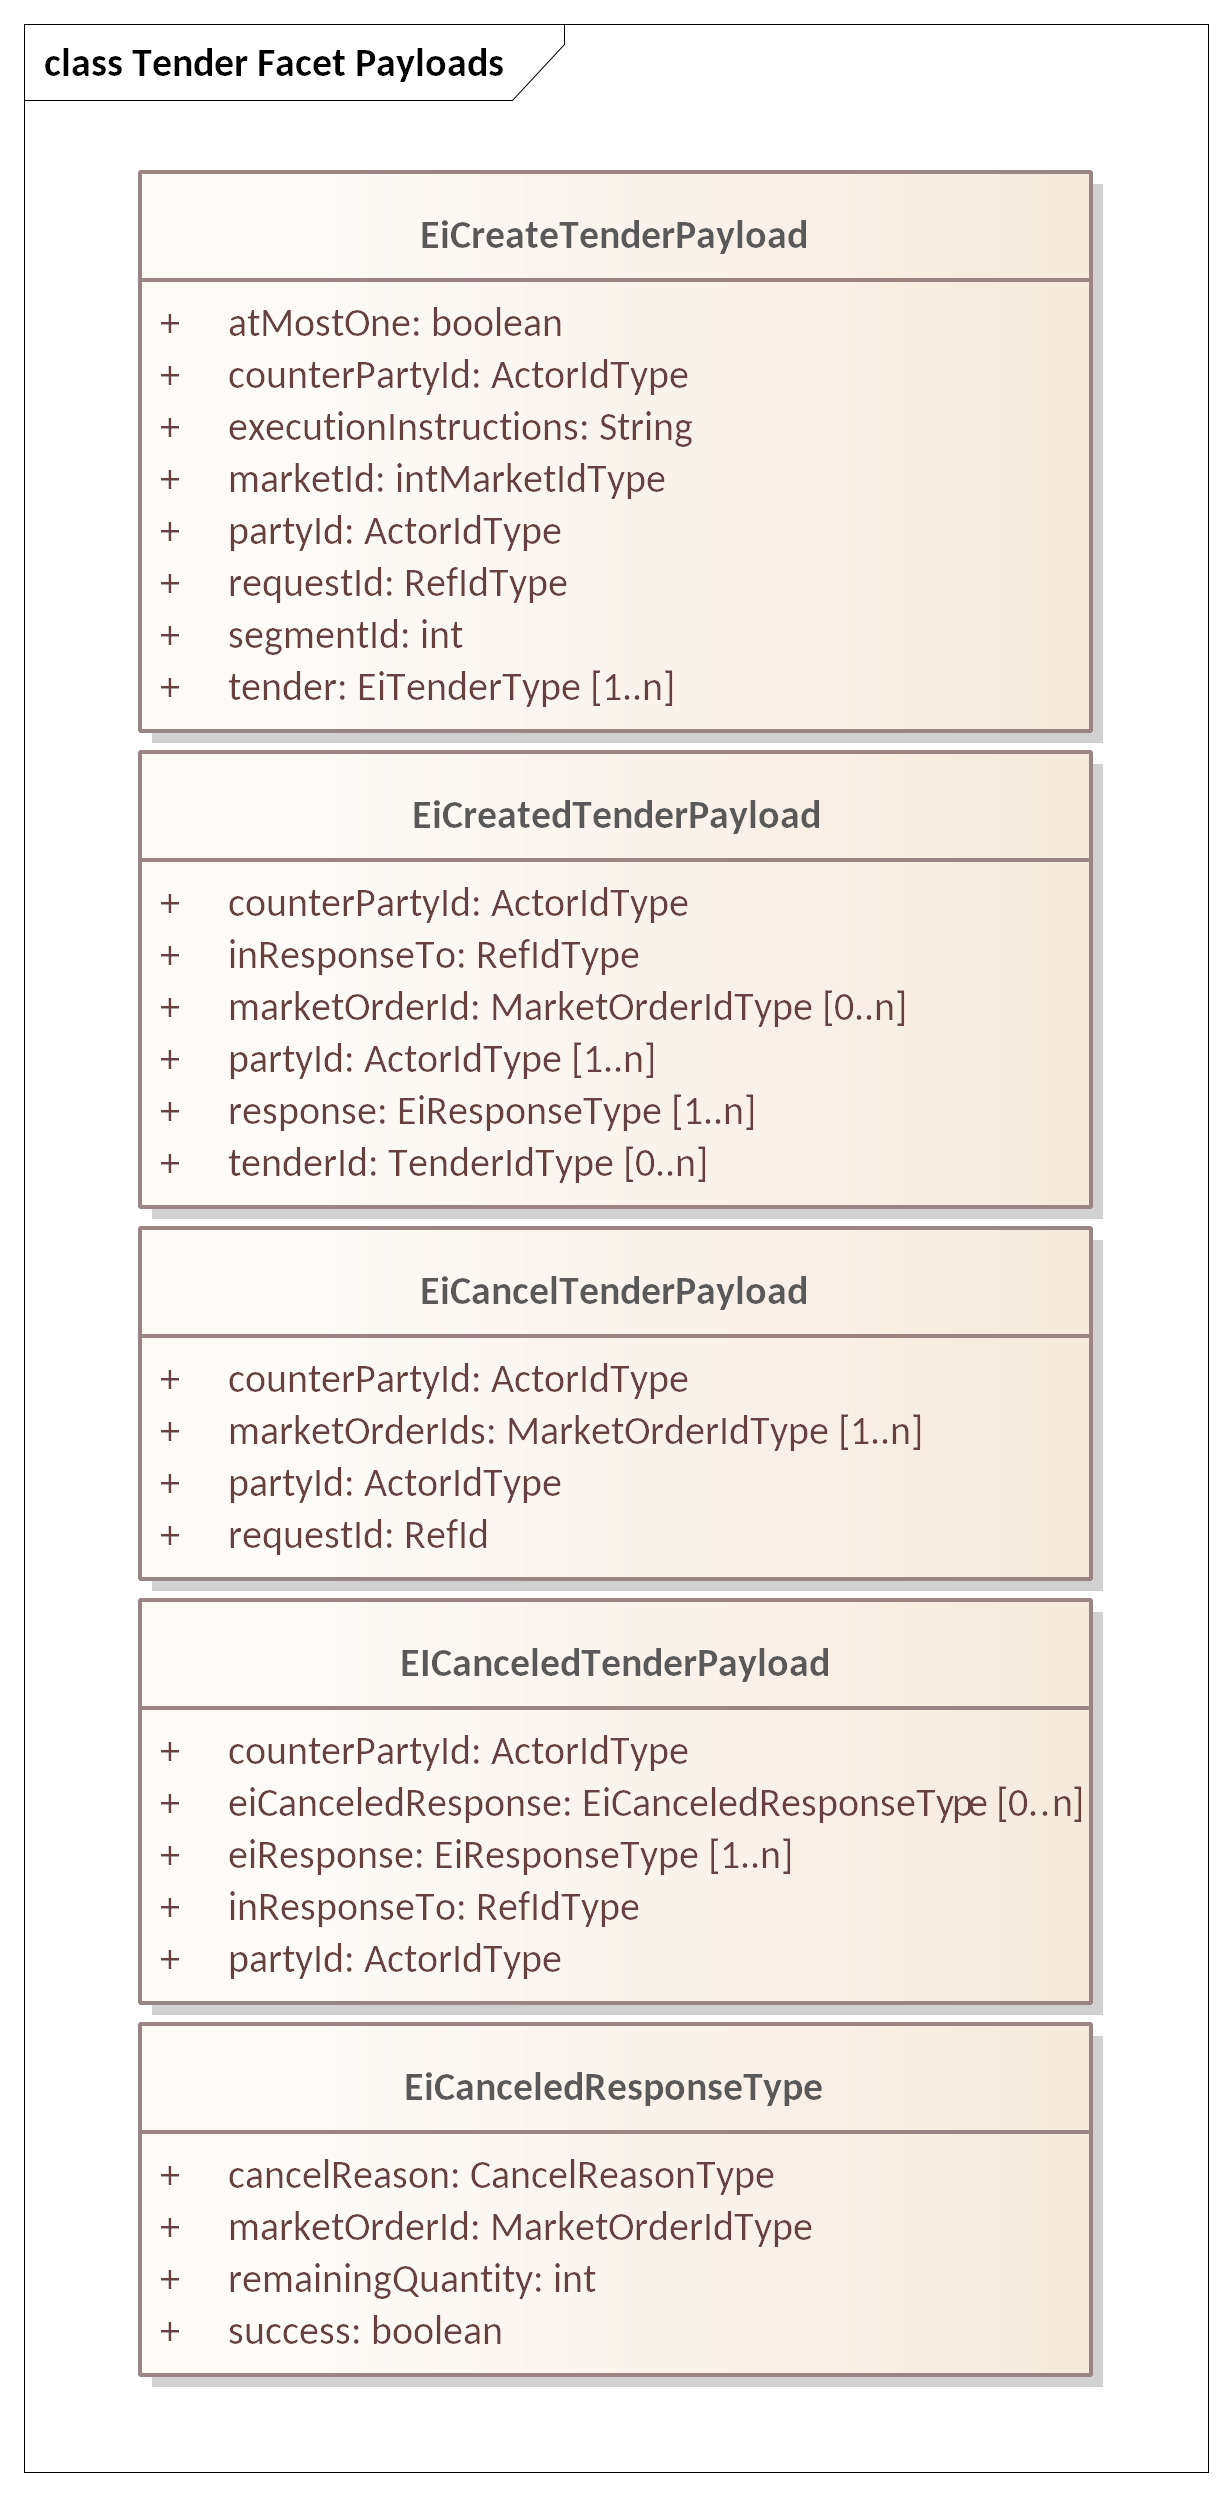 class Tender Facet Payloads
EiCreateTenderPayload
+ atMostOne: boolean
+ counterPartyId: ActorIdType
+ executionInstructions: String
+ marketId: intMarketIdType
+ partyId: ActorIdType
+ requestId: RefIdType
+ segmentId: int
+ tender: EiTenderType [1..n]
EiCreatedTenderPayload
+ counterPartyId: ActorIdType
+ inResponseTo: RefIdType
+ marketOrderId: MarketOrderIdType [0..n]
+ partyId: ActorIdType [1..n]
+ response: EiResponseType [1..n]
+ tenderId: TenderIdType [0..n]
EiCancelTenderPayload
+ counterPartyId: ActorIdType
+ marketOrderIds: MarketOrderIdType [1..n]
+ partyId: ActorIdType
+ requestId: RefId
EICanceledTenderPayload
+ counterPartyId: ActorIdType
+ eiCanceledResponse: EiCanceledResponseType [0..n]
+ eiResponse: EiResponseType [1..n]
+ inResponseTo: RefIdType
+ partyId: ActorIdType
EiCanceledResponseType
+ cancelReason: CancelReasonType
+ marketOrderId: MarketOrderIdType
+ remainingQuantity: int
+ success: boolean